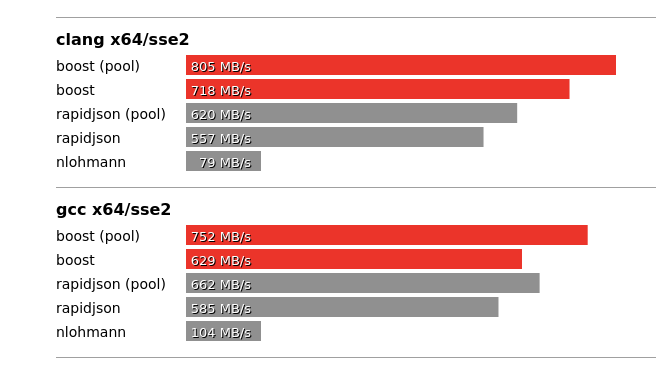 clang x64/sse2
boost (pool) 805 MB/s
boost 718 MB/s
rapidjson (pool) 620 MB/s
rapidjson 557 MB/s
nlohmann 79 MB/s
gcc x64/sse2
boost (pool) 752 MB/s
boost 629 MB/s
rapidjson (pool) 662 MB/s
rapidjson 585 MB/s
nlohmann 104 MB/s